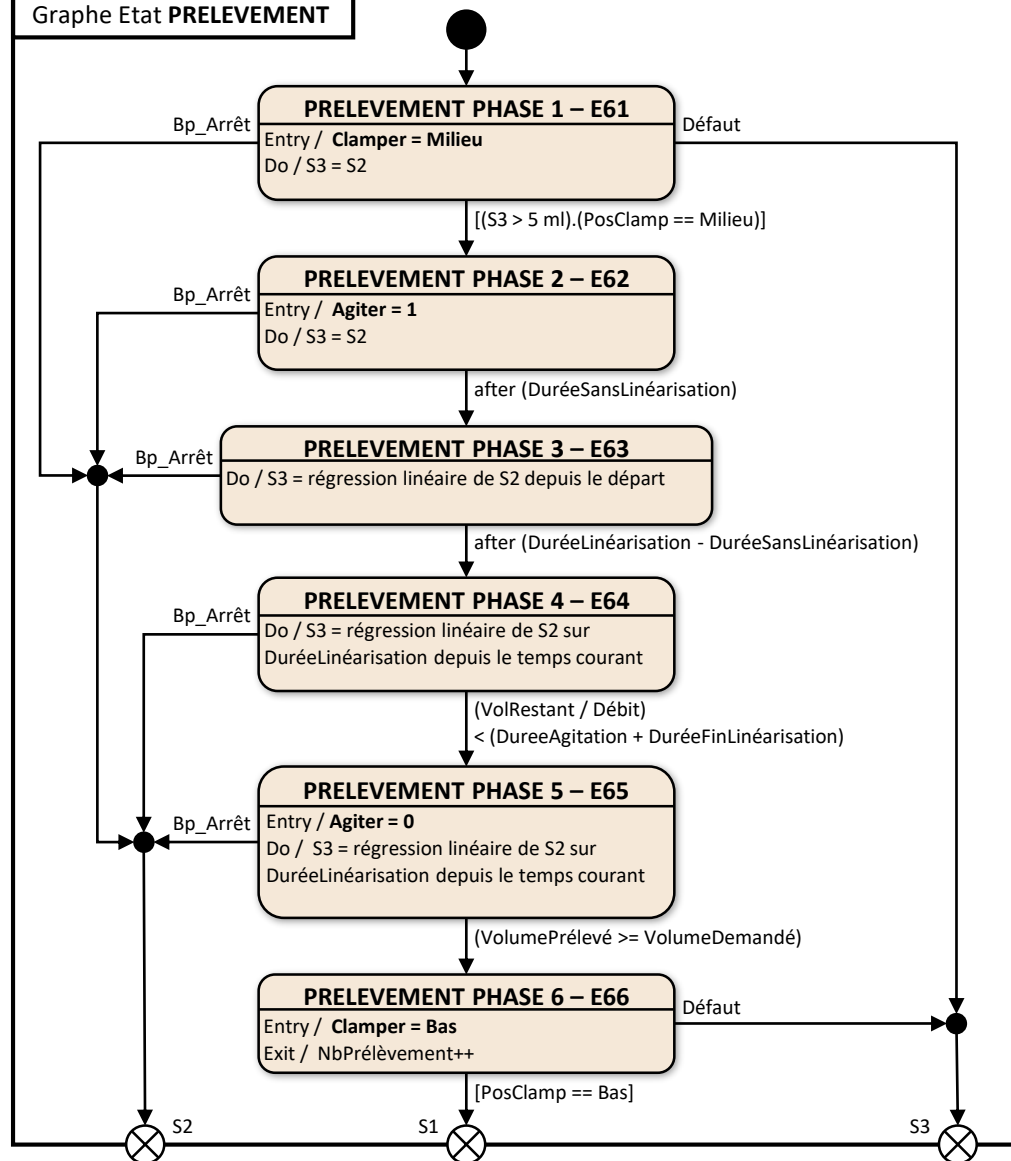 Graphe Etat PRELEVEMENT
PRELEVEMENT PHASE 1 – E61
Bp_Arrêt
Défaut
Entry / Clamper = Milieu
Do / S3 = S2
[(S3 > 5 ml).(PosClamp == Milieu)]
PRELEVEMENT PHASE 2 – E62
Bp_Arrêt
Entry / Agiter = 1
Do / S3 = S2
after (DuréeSansLinéarisation)
PRELEVEMENT PHASE 3 – E63
Bp_Arrêt
Do / S3 = régression linéaire de S2 depuis le départ
after (DuréeLinéarisation - DuréeSansLinéarisation)
PRELEVEMENT PHASE 4 – E64
Bp_Arrêt
Do / S3 = régression linéaire de S2 sur
DuréeLinéarisation depuis le temps courant
(VolRestant / Débit)
< (DureeAgitation + DuréeFinLinéarisation)
PRELEVEMENT PHASE 5 – E65
Bp_Arrêt
Entry / Agiter = 0
Do / S3 = régression linéaire de S2 sur
DuréeLinéarisation depuis le temps courant
(VolumePrélevé >= VolumeDemandé)
PRELEVEMENT PHASE 6 – E66
Défaut
Entry / Clamper = Bas
Exit / NbPrélèvement++
[PosClamp == Bas]
S2
S1
S3